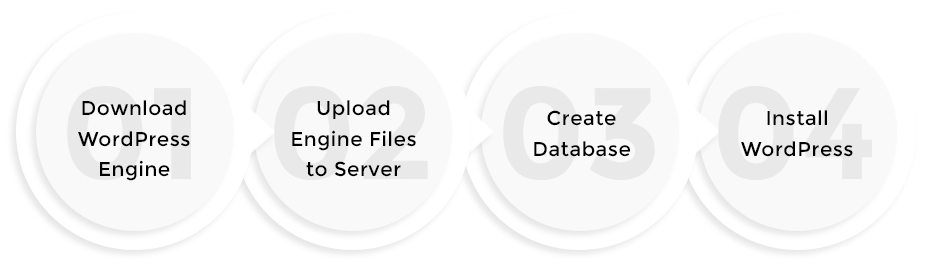 01
Download
WordPress
Engine
02
Upload
Engine Files
to Server
03
Create
Database
04
Install
WordPress